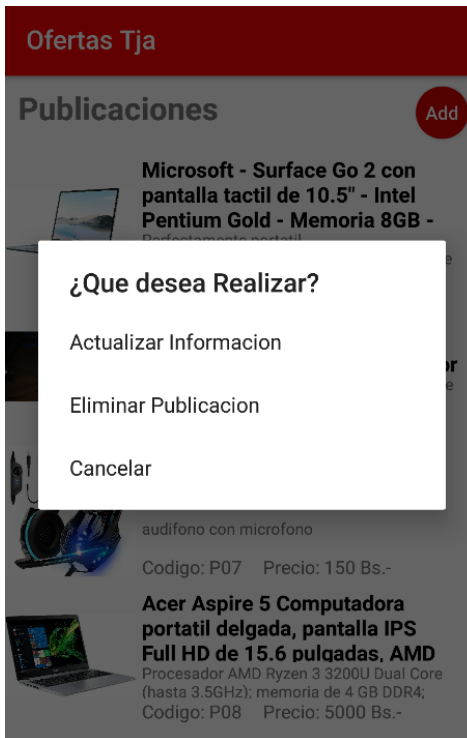 Ofertas Tja
Publicaciones
Add
Microsoft - Surface Go 2 con
pantalla tactil de 10.5" - Intel
Pentium Gold - Memoria 8GB -
Perfectamente portatil
e
¿Que desea Realizar?
Actualizar Informacion
or
e
Eliminar Publicacion
Cancelar
audifono con microfono
Codigo: P07 Precio: 150 Bs.-
Acer Aspire 5 Computadora
portatil delgada, pantalla IPS
Full HD de 15.6 pulgadas, AMD
Procesador AMD Ryzen 3 3200U Dual Core
(hasta 3.5GHz); memoria de 4 GB DDR4;
Codigo: P08 Precio: 5000 Bs.-